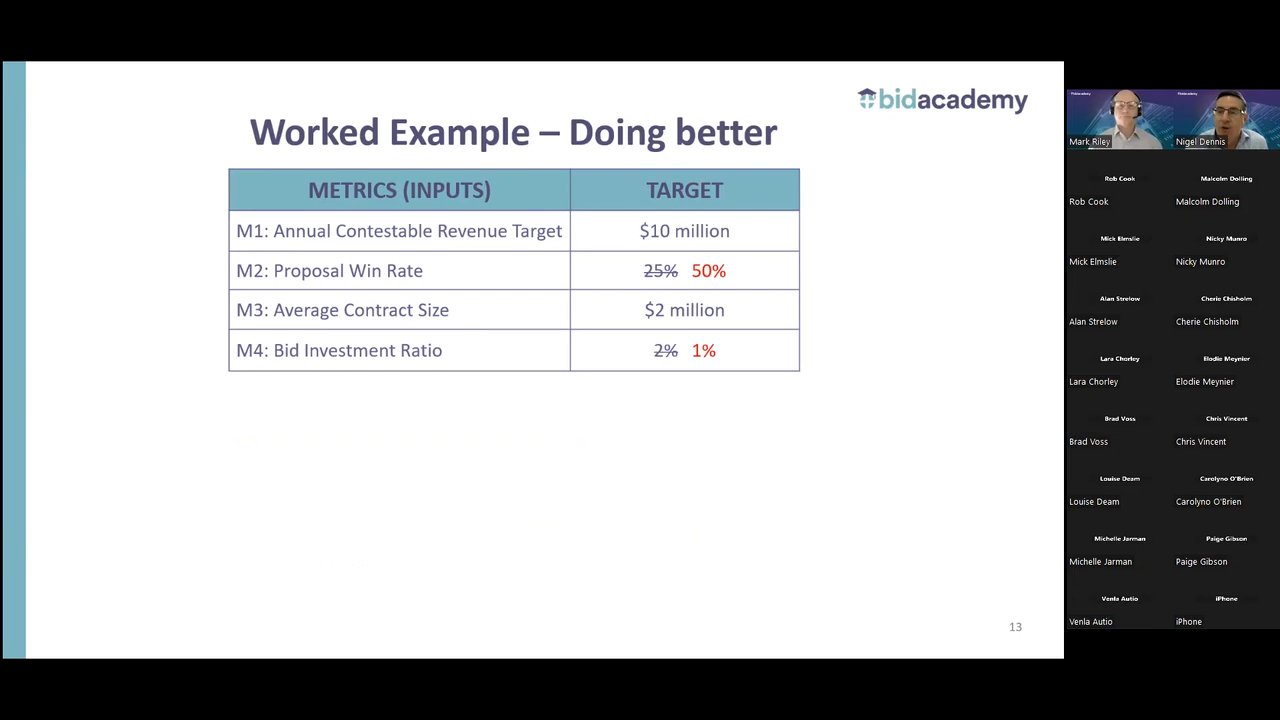 bidacademy
Worked Example – Doing better
METRICS (INPUTS) TARGET
M1: Annual Contestable Revenue Target $10 million
M2: Proposal Win Rate 25% 50%
M3: Average Contract Size $2 million
M4: Bid Investment Ratio 2% 1%
13
Mark Riley Nigel Dennis
Rob Cook Malcolm Dolling
Rob Cook Malcolm Dolling
Mick Elmslie Nicky Munro
Mick Elmslie Nicky Munro
Alan Strelow Cherie Chisholm
Alan Strelow Cherie Chisholm
Lara Chorley Elodie Meynier
Lara Chorley Elodie Meynier
Brad Voss Chris Vincent
Brad Voss Chris Vincent
Louise Deam Carolyno O'Brien
Louise Deam Carolyno O'Brien
Michelle Jarman Paige Gibson
Michelle Jarman Paige Gibson
Venla Autio iPhone
Venla Autio iPhone